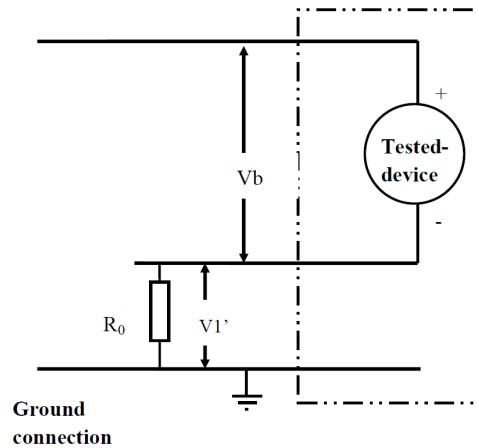 +
Tested-
device
Vb
-
R₀
V1’
Ground
connection